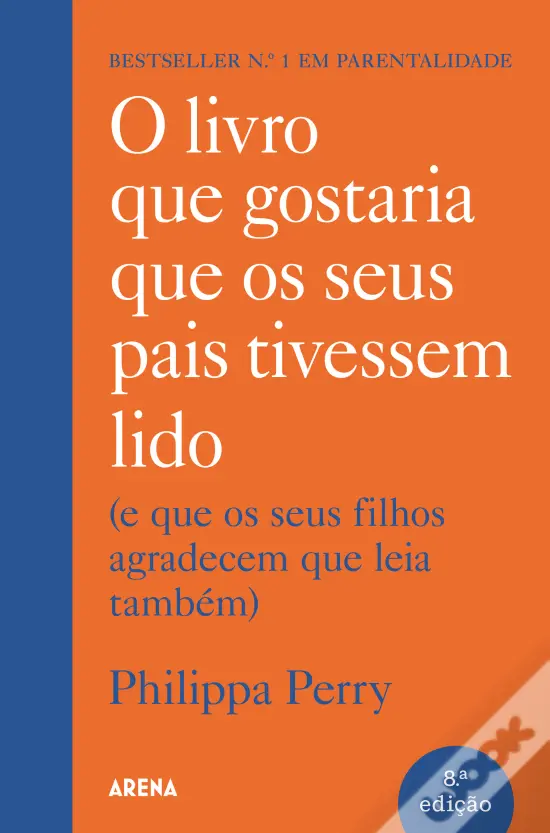 BESTSELLER N.º 1 EM PARENTALIDADE
O livro
que gostaria
que os seus
pais tivessem
lido
(e que os seus filhos
agradecem que leia
também)
Philippa Perry
ARENA
8.ª
edição